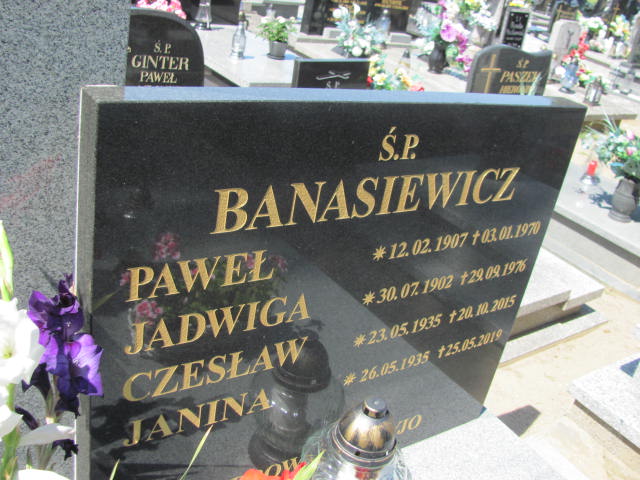 Ś.P.
GINTER
PAWEŁ
Ś.P.
Ś.P.
Ś.P.
BANASIEWICZ
PAWEŁ *12.02.1907 †03.01.1970
JADWIGA *30.07.1902 †29.09.1976
CZESŁAW *23.05.1935 †20.10.2015
JANINA *26.05.1935 †25.05.2019